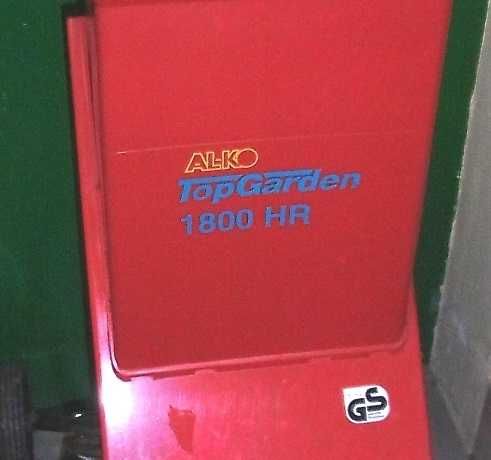 AL-KO
TopGarden
1800 HR
GS